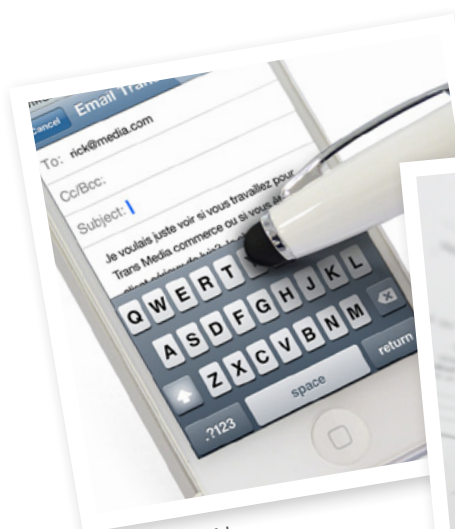 Cancel
Email Trans
To: rick@media.com
Cc/Bcc:
Subject:
Je voulais juste voir si vous travaillez pour
Trans Media commerce ou si vous
Q W E R T
A S D F G H J K L
Z X C V B N M
.?123
space
return